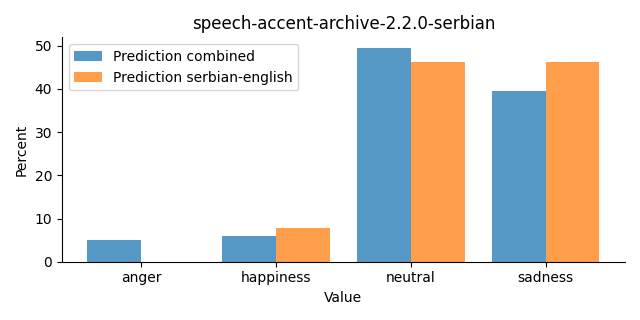 speech-accent-archive-2.2.0-serbian
Prediction combined
Prediction serbian-english
Percent
50
40
30
20
10
0
anger happiness neutral sadness
Value